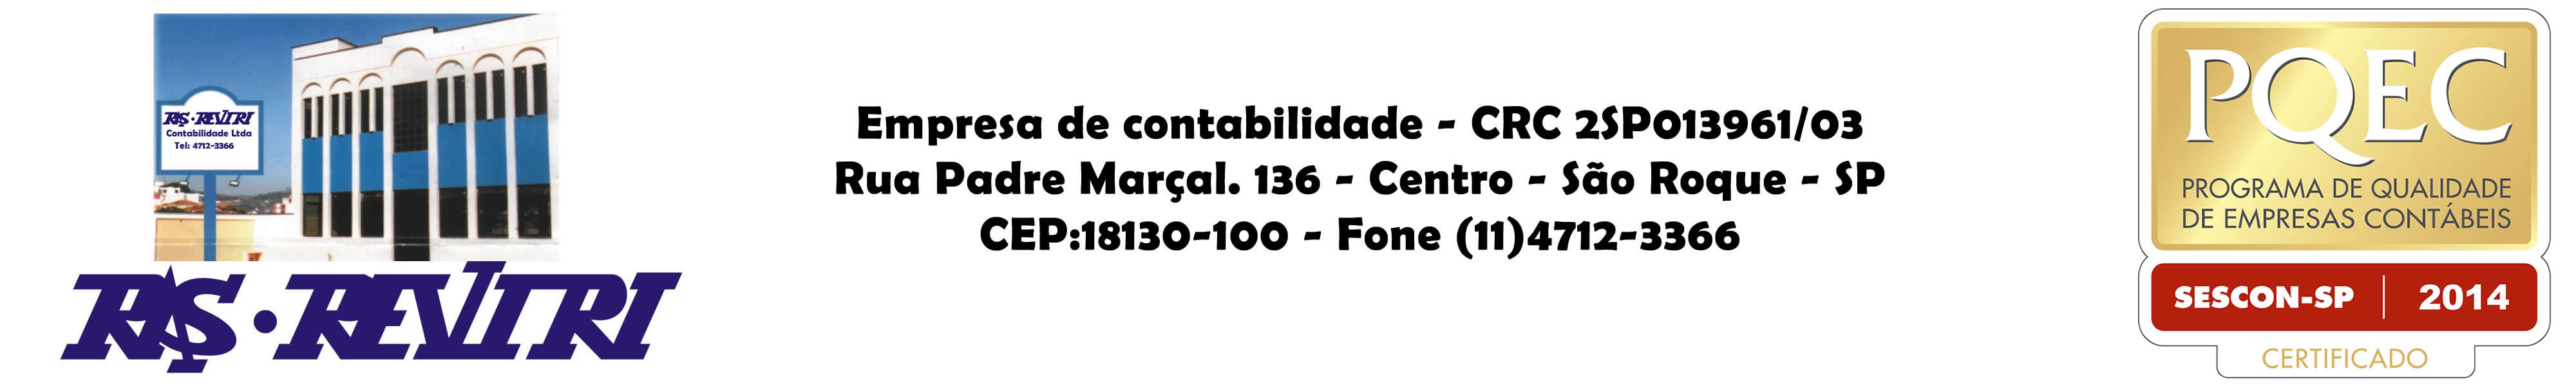 RS·REVITRI
Contabilidade Ltda
Tel: 4712-3366
RS·REVITRI
Empresa de contabilidade - CRC 2SP013961/03
Rua Padre Marçal. 136 - Centro - São Roque - SP
CEP:18130-100 - Fone (11)4712-3366
PQEC
PROGRAMA DE QUALIDADE
DE EMPRESAS CONTÁBEIS
SESCON-SP | 2014
CERTIFICADO